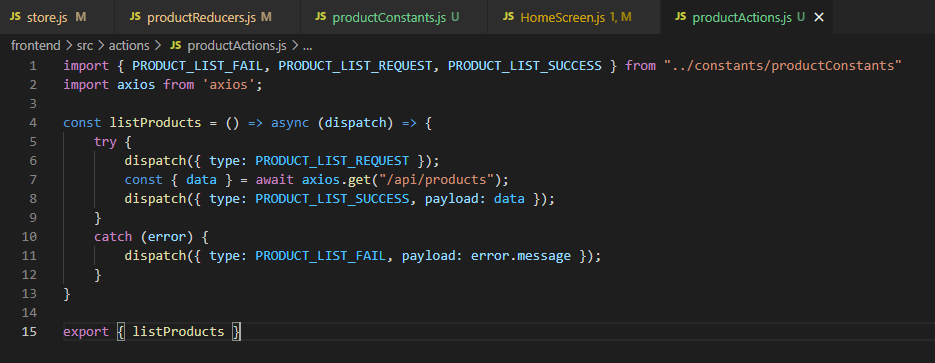 JS store.js M JS productReducers.js M JS productConstants.js U JS HomeScreen.js 1, M JS productActions.js U ×
frontend > src > actions > JS productActions.js > ...
1 import { PRODUCT_LIST_FAIL, PRODUCT_LIST_REQUEST, PRODUCT_LIST_SUCCESS } from "../constants/productConstants"
2 import axios from 'axios';
3
4 const listProducts = () => async (dispatch) => {
5     try {
6         dispatch({ type: PRODUCT_LIST_REQUEST });
7         const { data } = await axios.get("/api/products");
8         dispatch({ type: PRODUCT_LIST_SUCCESS, payload: data });
9     }
10     catch (error) {
11         dispatch({ type: PRODUCT_LIST_FAIL, payload: error.message });
12     }
13 }
14
15 export { listProducts }